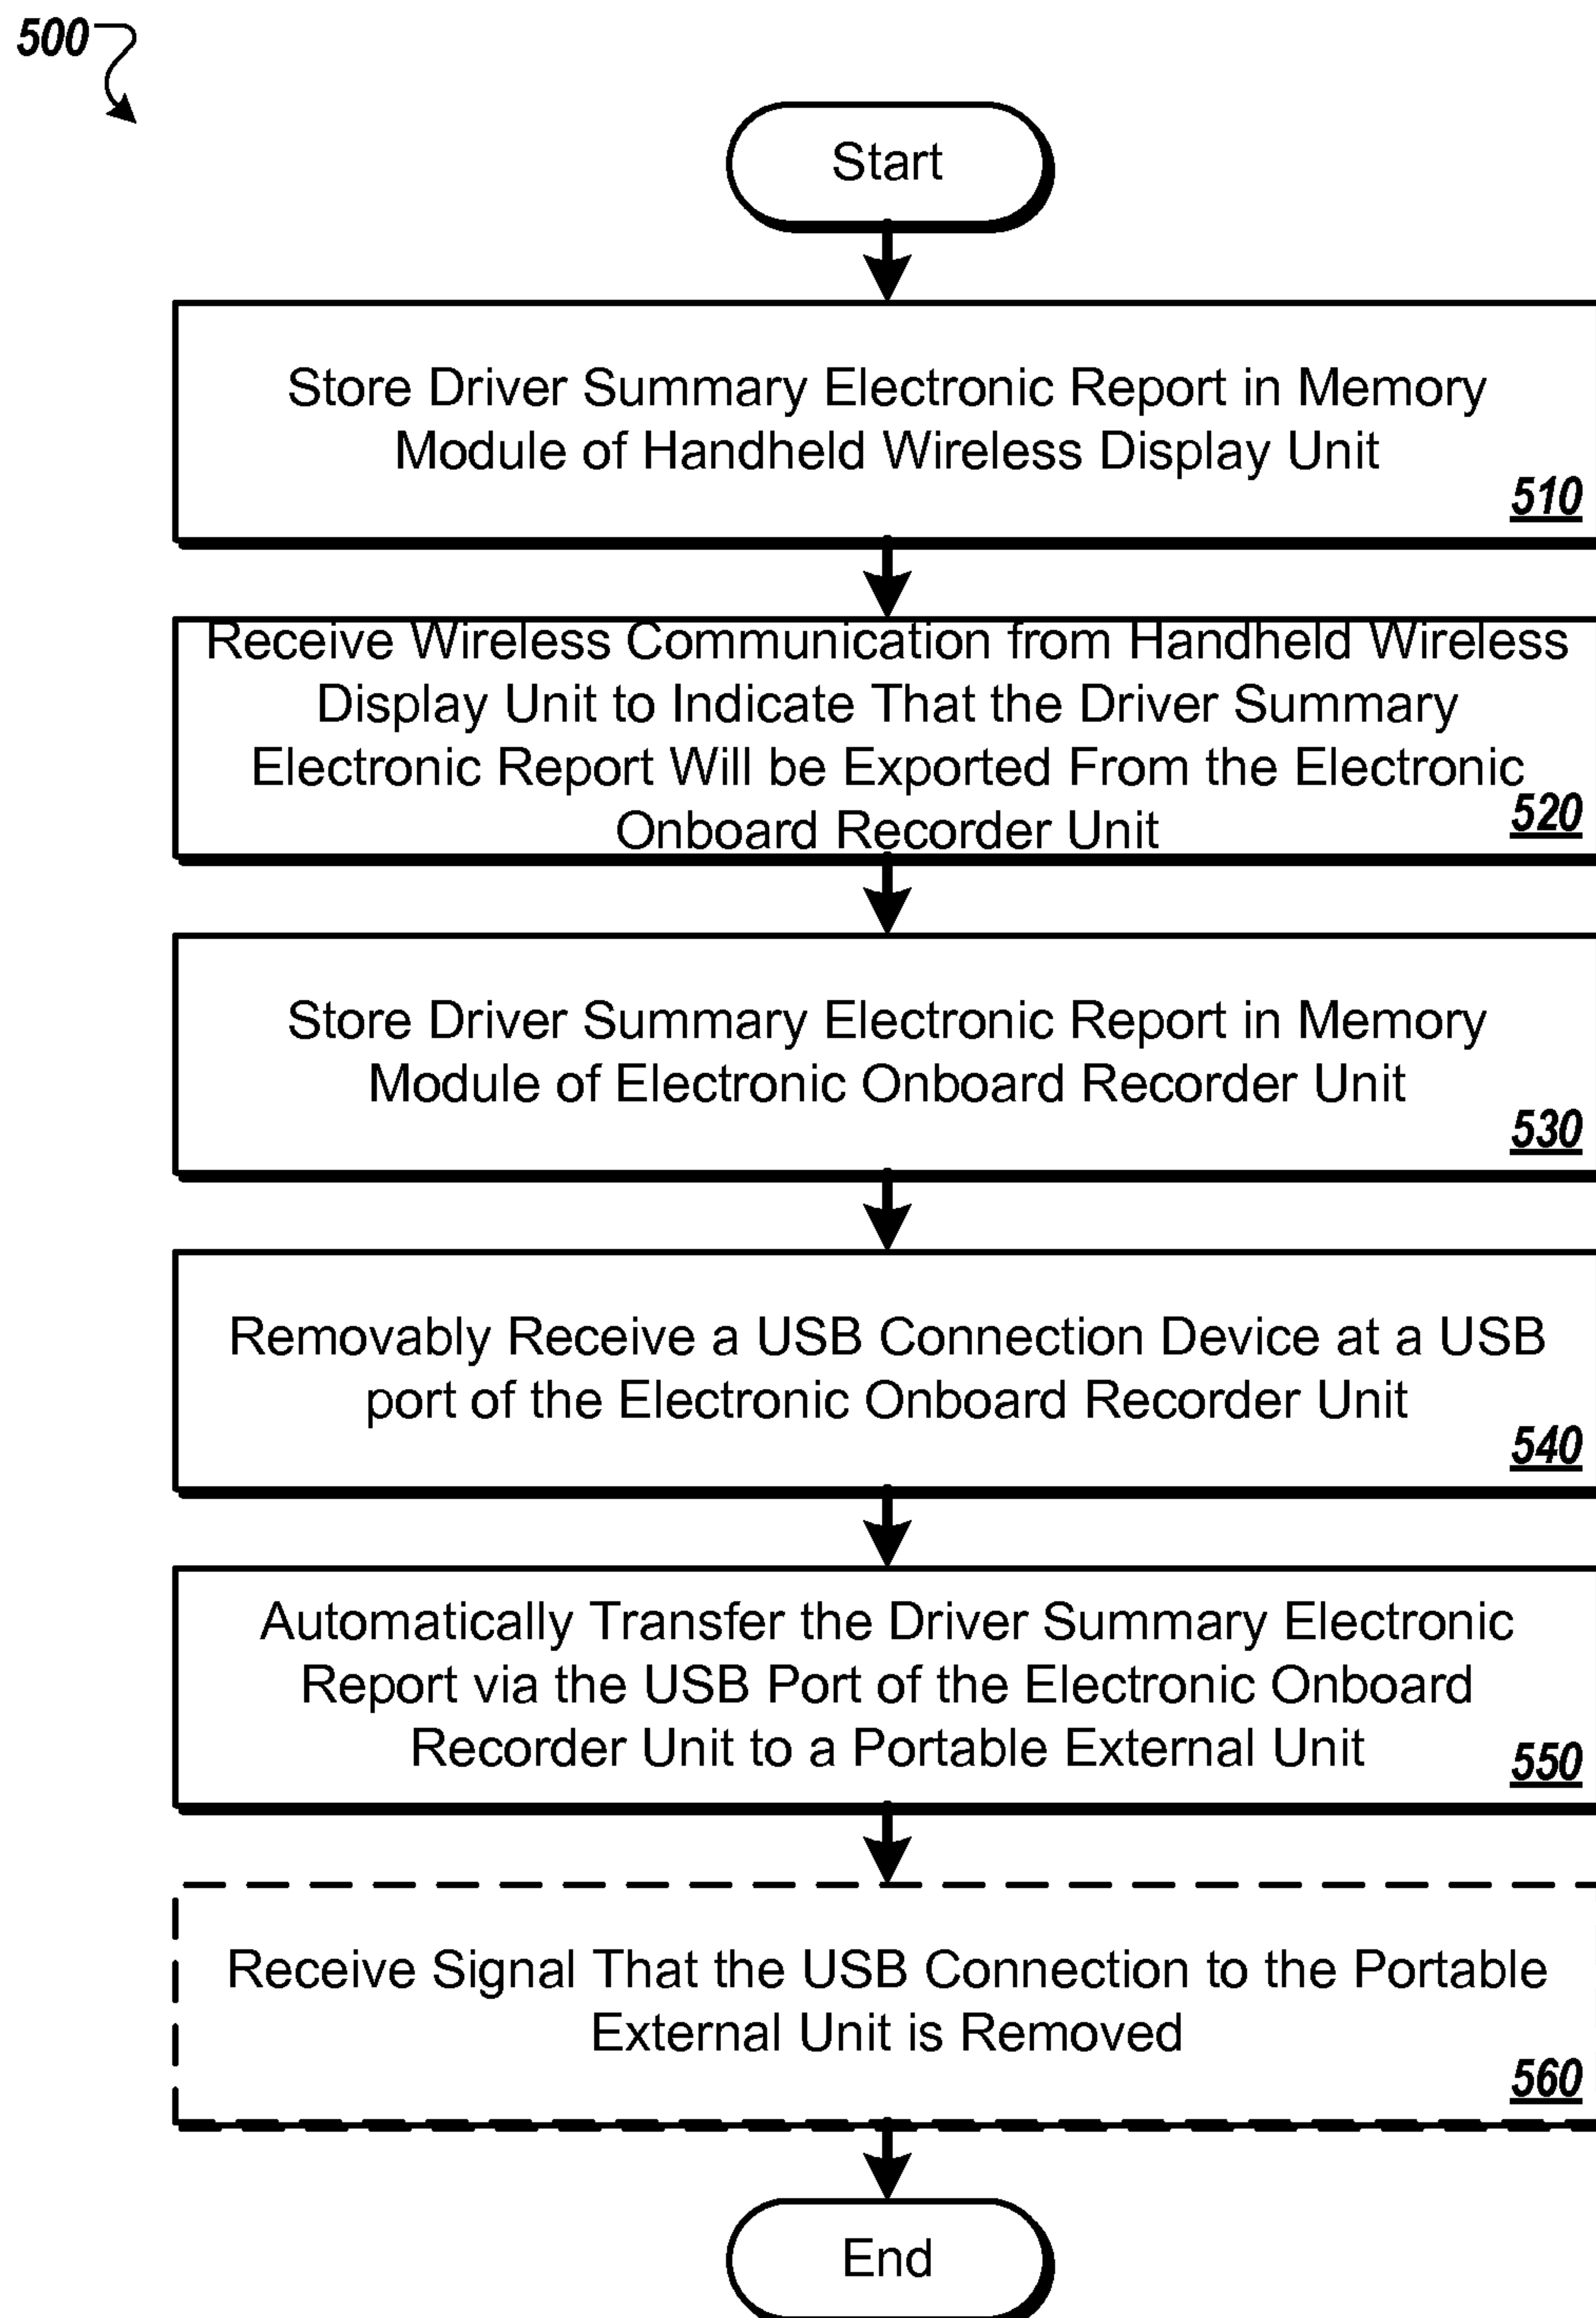 500
Start
Store Driver Summary Electronic Report in Memory
Module of Handheld Wireless Display Unit
510
Receive Wireless Communication from Handheld Wireless
Display Unit to Indicate That the Driver Summary
Electronic Report Will be Exported From the Electronic
Onboard Recorder Unit
520
Store Driver Summary Electronic Report in Memory
Module of Electronic Onboard Recorder Unit
530
Removably Receive a USB Connection Device at a USB
port of the Electronic Onboard Recorder Unit
540
Automatically Transfer the Driver Summary Electronic
Report via the USB Port of the Electronic Onboard
Recorder Unit to a Portable External Unit
550
Receive Signal That the USB Connection to the Portable
External Unit is Removed
560
End